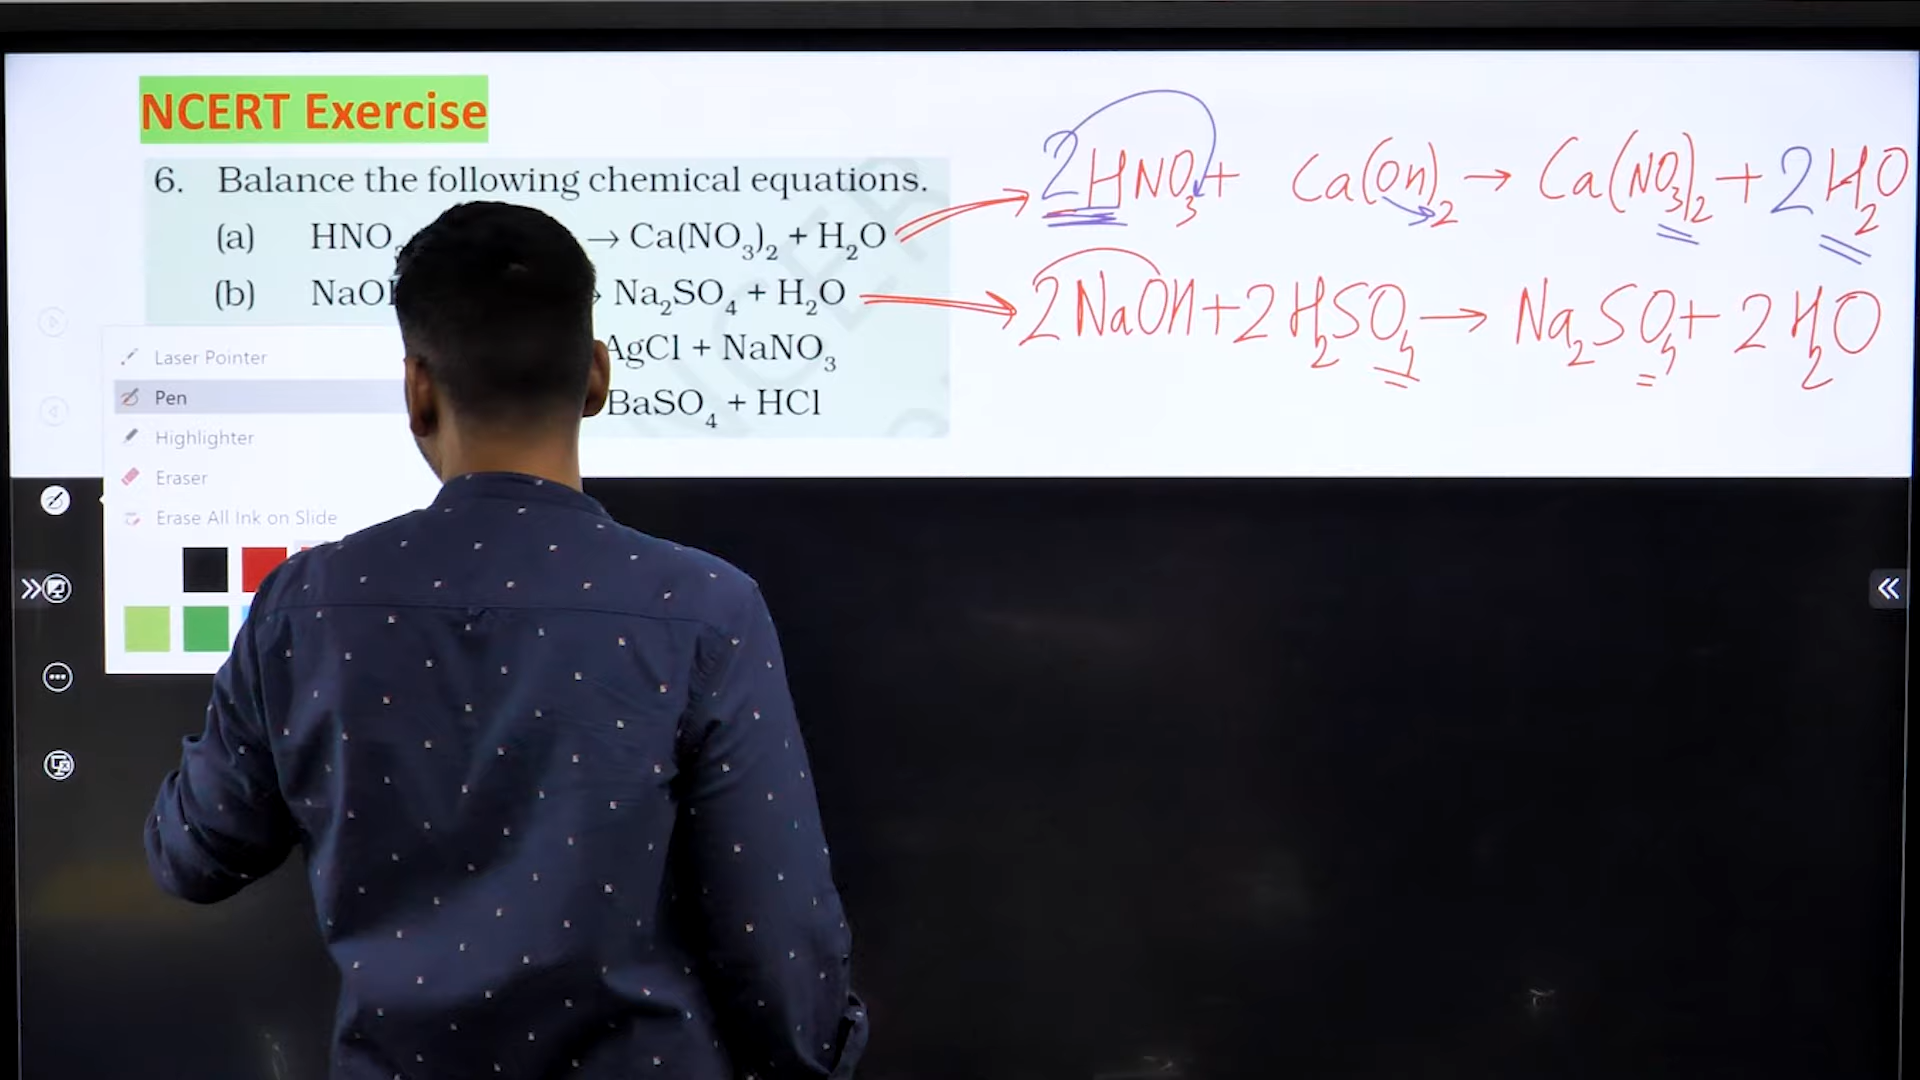 NCERT Exercise
6. Balance the following chemical equations.
(a) HNO → Ca(NO₃)₂ + H₂O
(b) NaOH → Na₂SO₄ + H₂O
AgCl + NaNO₃
BaSO₄ + HCl
2HNO₃ + Ca(OH)₂ → Ca(NO₃)₂ + 2H₂O
2NaOH + 2H₂SO₄ → Na₂SO₄ + 2H₂O
Laser Pointer
Pen
Highlighter
Eraser
Erase All Ink on Slide